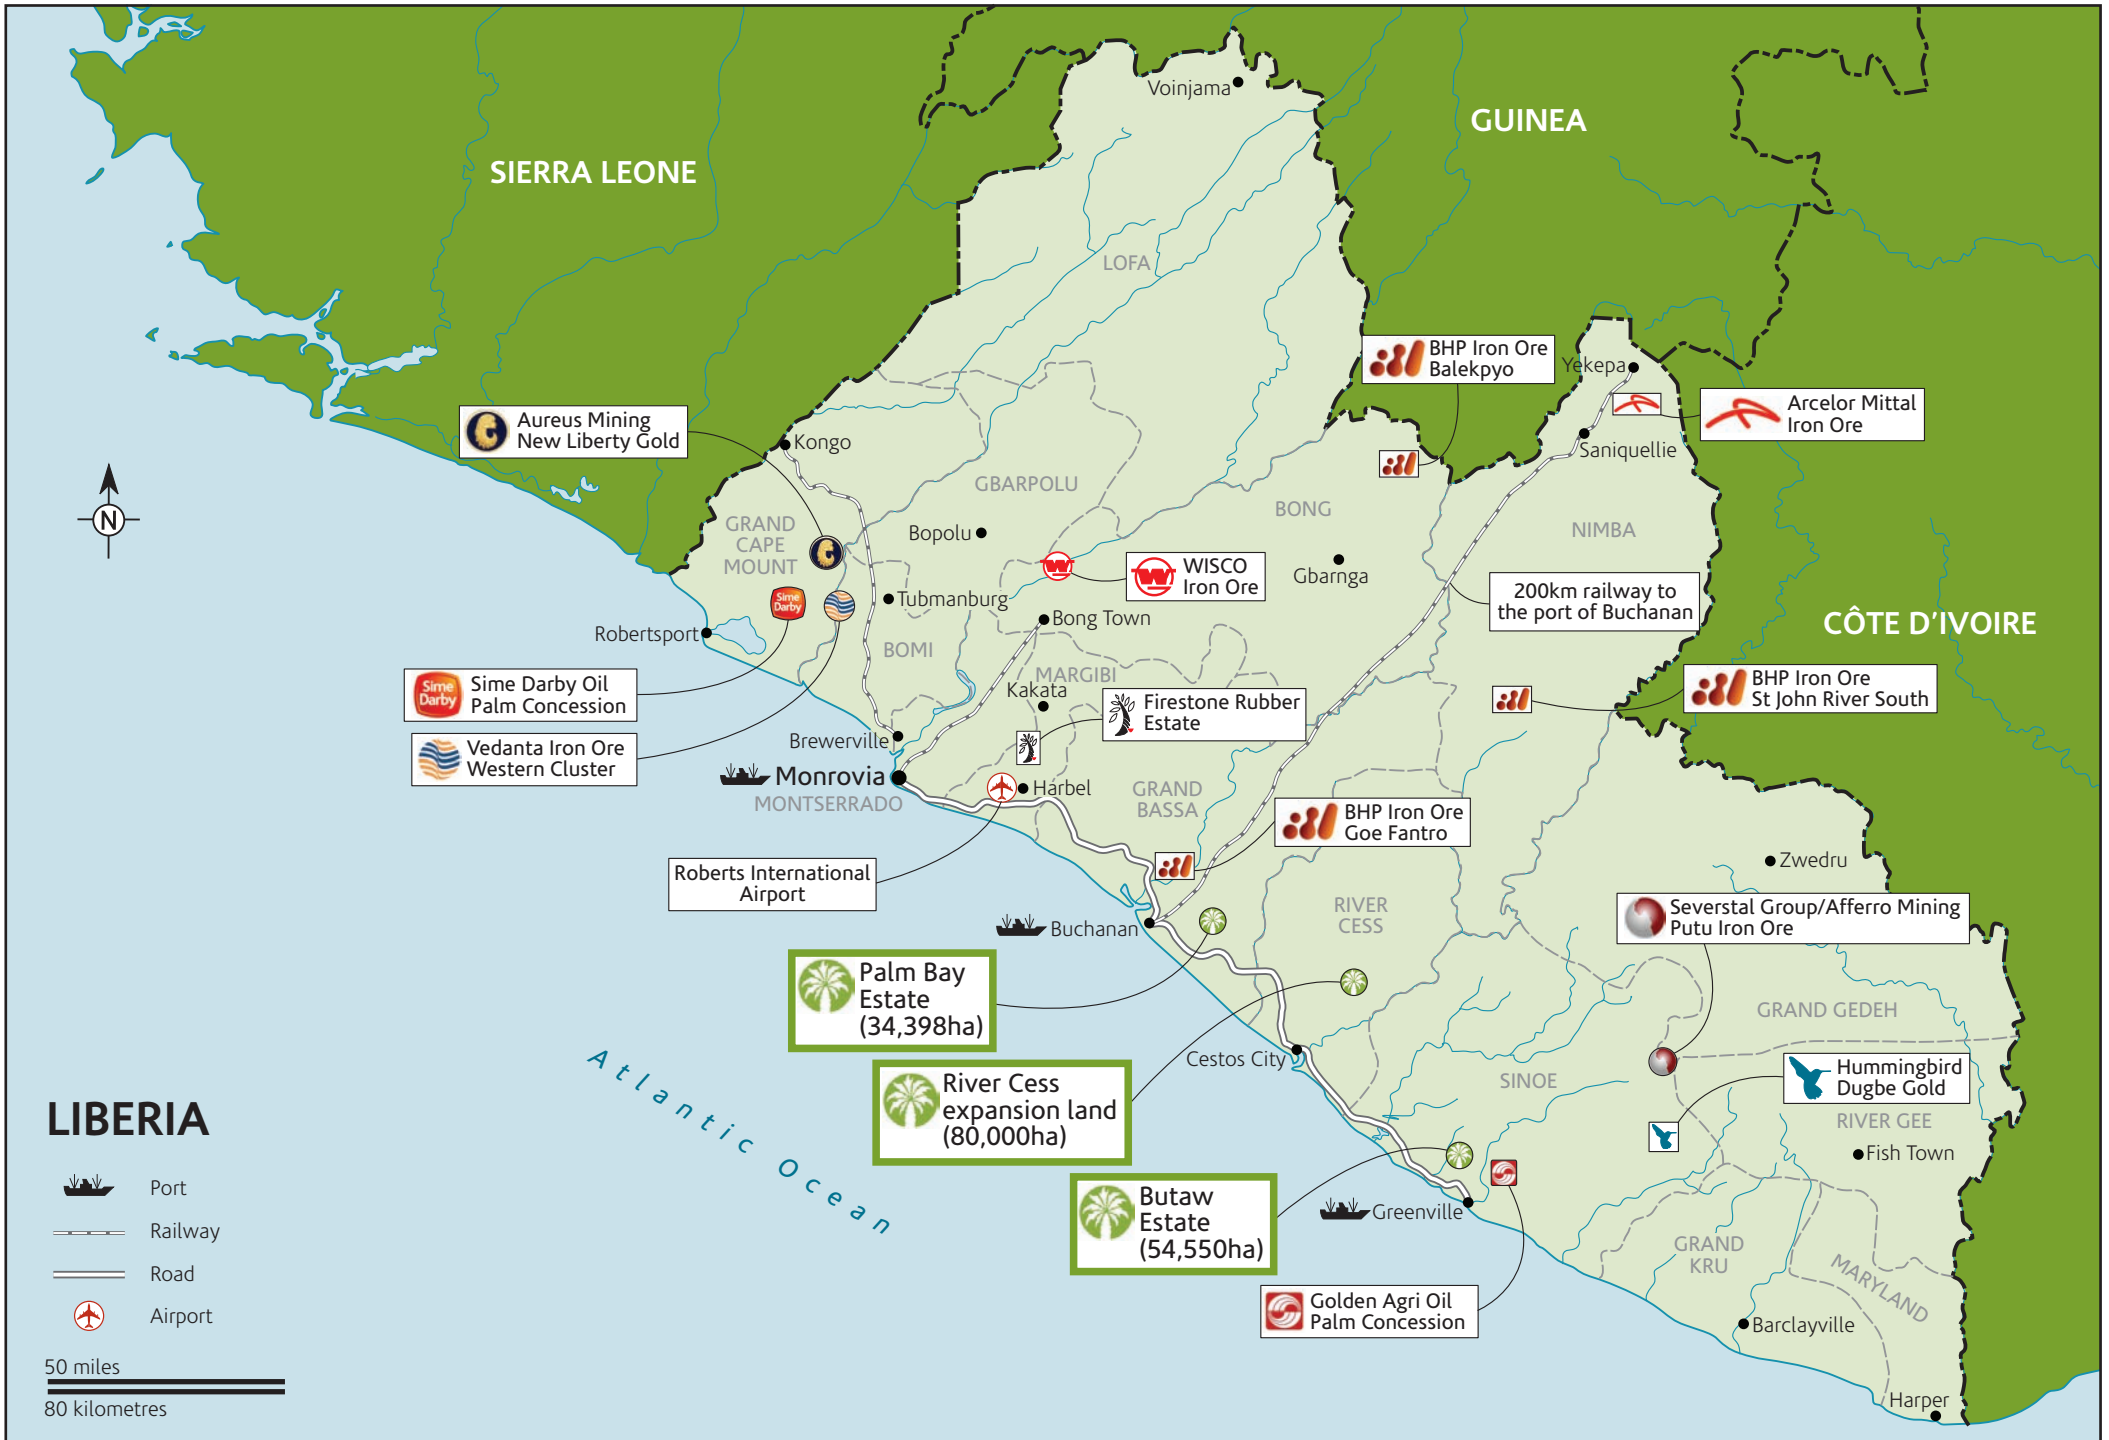 Voinjama
GUINEA
SIERRA LEONE
LOFA
BHP Iron Ore
Balekpyo
Yekepa
Arcelor Mittal
Iron Ore
Aureus Mining
New Liberty Gold
Kongo
Saniquellie
GBARPOLU
BONG
N
GRAND
CAPE
MOUNT
Bopolu
NIMBA
WISCO
Iron Ore
Gbarnga
200km railway to
the port of Buchanan
Sime
Darby
Tubmanburg
Bong Town
CÔTE D'IVOIRE
Robertsport
BOMI
MARGIBI
Kakata
Sime
Darby
Sime Darby Oil
Palm Concession
Firestone Rubber
Estate
BHP Iron Ore
St John River South
Vedanta Iron Ore
Western Cluster
Brewerville
Monrovia
MONTSERRADO
Harbel
GRAND
BASSA
BHP Iron Ore
Goe Fantro
Roberts International
Airport
Zwedru
Buchanan
RIVER
CESS
Severstal Group/Afferro Mining
Putu Iron Ore
Palm Bay
Estate
(34,398ha)
GRAND GEDEH
Cestos City
River Cess
expansion land
(80,000ha)
SINOE
Hummingbird
Dugbe Gold
Atlantic Ocean
RIVER GEE
Fish Town
Butaw
Estate
(54,550ha)
Greenville
GRAND
KRU
MARYLAND
Golden Agri Oil
Palm Concession
Barclayville
Harper
LIBERIA
Port
Railway
Road
Airport
50 miles
80 kilometres